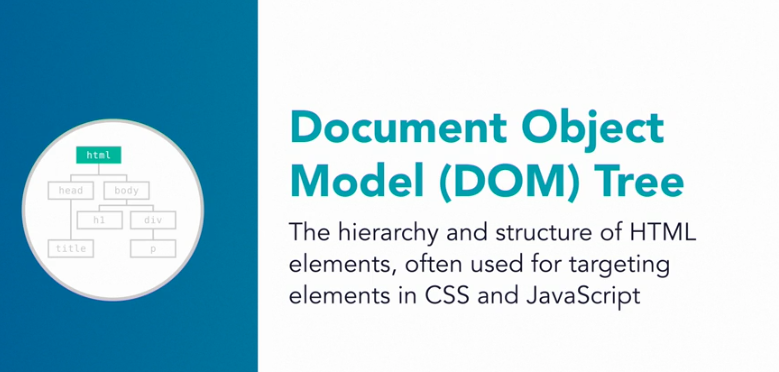 html
head body
h1 div
title p
Document Object
Model (DOM) Tree
The hierarchy and structure of HTML
elements, often used for targeting
elements in CSS and JavaScript